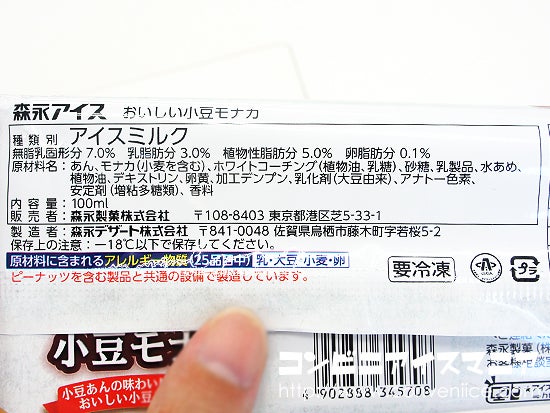 森永アイス おいしい小豆モナカ
種類別 アイスミルク
無脂乳固形分 7.0% 乳脂肪分 3.0% 植物性脂肪分 5.0% 卵脂肪分 0.1%
原材料名:あん、モナカ(小麦を含む)、ホワイトコーチング(植物油、乳糖)、砂糖、乳製品、水あめ、
植物油、デキストリン、卵黄、加工デンプン、乳化剤(大豆由来)、アナトー色素、
安定剤(増粘多糖類)、香料
内容量:100ml
販売者:森永製菓株式会社 〒108-8403 東京都港区芝5-33-1
製造者:森永デザート株式会社 〒841-0048 佐賀県鳥栖市藤木町字若桜5-2
保存上の注意:-18℃以下で保存してください。
原材料に含まれるアレルギー物質(25品目中) 乳・大豆・小麦・卵
ピーナッツを含む製品と共通の設備で製造しています。
要冷凍
プラ
小豆モナ
小豆あんの味わい
おいしい小豆
コンビニアイスマ
4 902888 345708
森永製菓(株